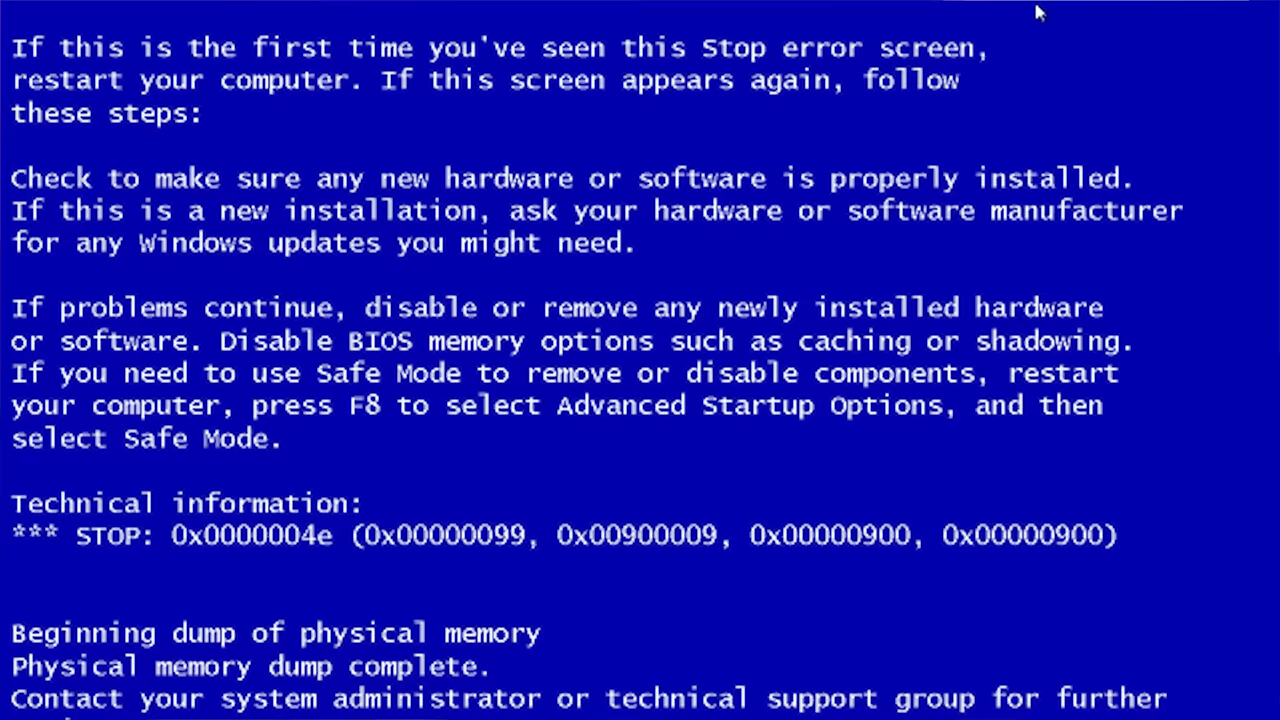 If this is the first time you've seen this Stop error screen,
restart your computer. If this screen appears again, follow
these steps:
Check to make sure any new hardware or software is properly installed.
If this is a new installation, ask your hardware or software manufacturer
for any Windows updates you might need.
If problems continue, disable or remove any newly installed hardware
or software. Disable BIOS memory options such as caching or shadowing.
If you need to use Safe Mode to remove or disable components, restart
your computer, press F8 to select Advanced Startup Options, and then
select Safe Mode.
Technical information:
*** STOP: 0x0000004e (0x00000099, 0x00900009, 0x00000900, 0x00000900)
Beginning dump of physical memory
Physical memory dump complete.
Contact your system administrator or technical support group for further